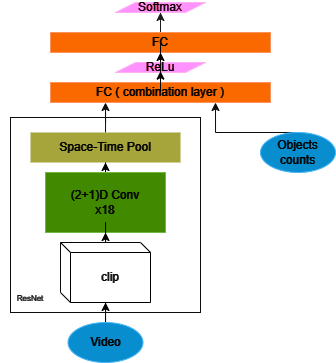 Softmax
FC
ReLu
FC ( combination layer )
Space-Time Pool
Objects
counts
(2+1)D Conv
x18
clip
ResNet
Video